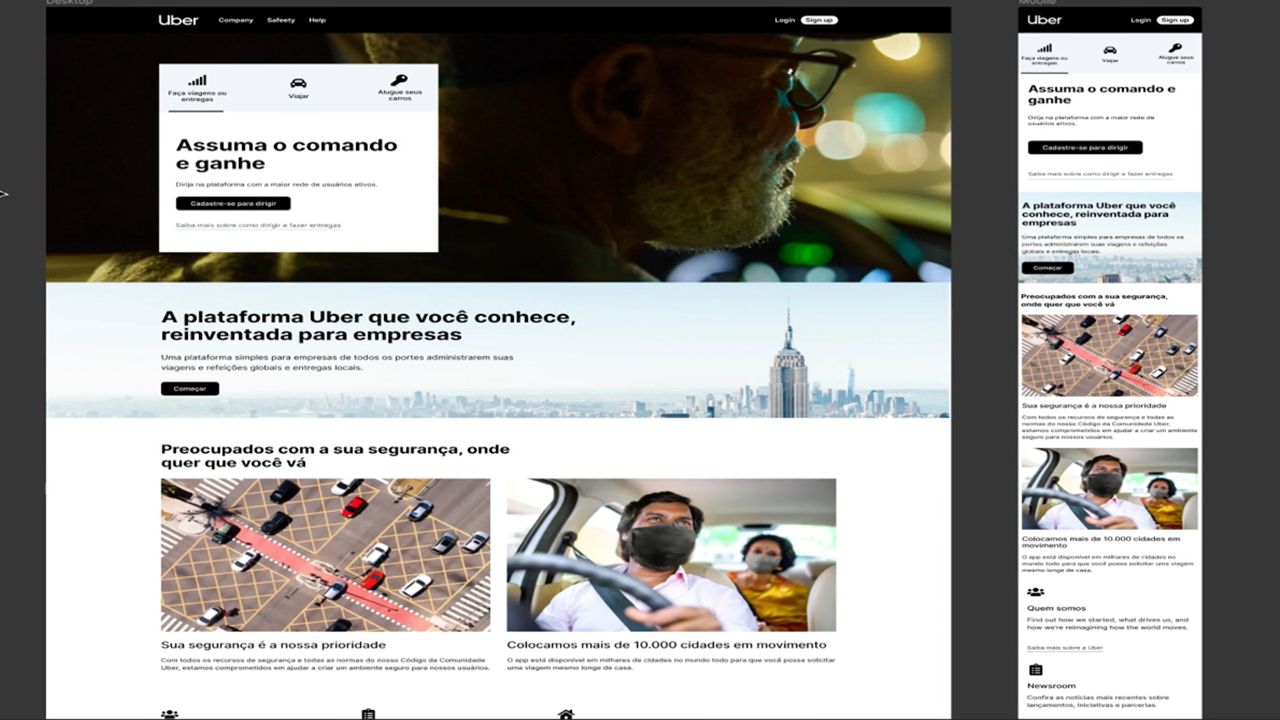 Desktop
Mobile
Uber
Company
Safeety
Help
Login
Sign up
Faça viagens ou
entregas
Viajar
Alugue seus
carros
Assuma o comando
e ganhe
Dirija na plataforma com a maior rede de usuários ativos.
Cadastre-se para dirigir
Saiba mais sobre como dirigir e fazer entregas
A plataforma Uber que você conhece,
reinventada para empresas
Uma plataforma simples para empresas de todos os portes administrarem suas
viagens e refeições globais e entregas locais.
Começar
Preocupados com a sua segurança, onde
quer que você vá
Sua segurança é a nossa prioridade
Com todos os recursos de segurança e todas as normas do nosso Código da Comunidade
Uber, estamos comprometidos em ajudar a criar um ambiente seguro para nossos usuários.
Colocamos mais de 10.000 cidades em movimento
O app está disponível em milhares de cidades no mundo todo para que você possa solicitar
uma viagem mesmo longe de casa.
Uber
Login
Sign up
Faça viagens ou
entregas
Viajar
Alugue seus
carros
Assuma o comando e
ganhe
Dirija na plataforma com a maior rede de
usuários ativos.
Cadastre-se para dirigir
Saiba mais sobre como dirigir e fazer entregas
A plataforma Uber que você
conhece, reinventada para
empresas
Uma plataforma simples para empresas de todos os
portes administrarem suas viagens e refeições
globais e entregas locais.
Começar
Preocupados com a sua segurança,
onde quer que você vá
Sua segurança é a nossa prioridade
Com todos os recursos de segurança e todas as
normas do nosso Código da Comunidade Uber,
estamos comprometidos em ajudar a criar um ambiente
seguro para nossos usuários.
Colocamos mais de 10.000 cidades em
movimento
O app está disponível em milhares de cidades no
mundo todo para que você possa solicitar uma viagem
mesmo longe de casa.
Quem somos
Find out how we started, what drives us, and
how we're reimagining how the world moves.
Saiba mais sobre a Uber
Newsroom
Confira as notícias mais recentes sobre
lançamentos, iniciativas e parcerias.